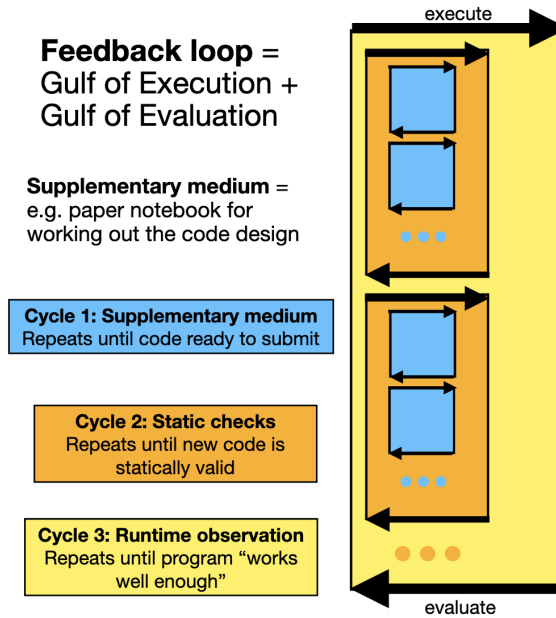 execute
Feedback loop =
Gulf of Execution +
Gulf of Evaluation
Supplementary medium =
e.g. paper notebook for
working out the code design
Cycle 1: Supplementary medium
Repeats until code ready to submit
Cycle 2: Static checks
Repeats until new code is
statically valid
Cycle 3: Runtime observation
Repeats until program “works
well enough”
evaluate